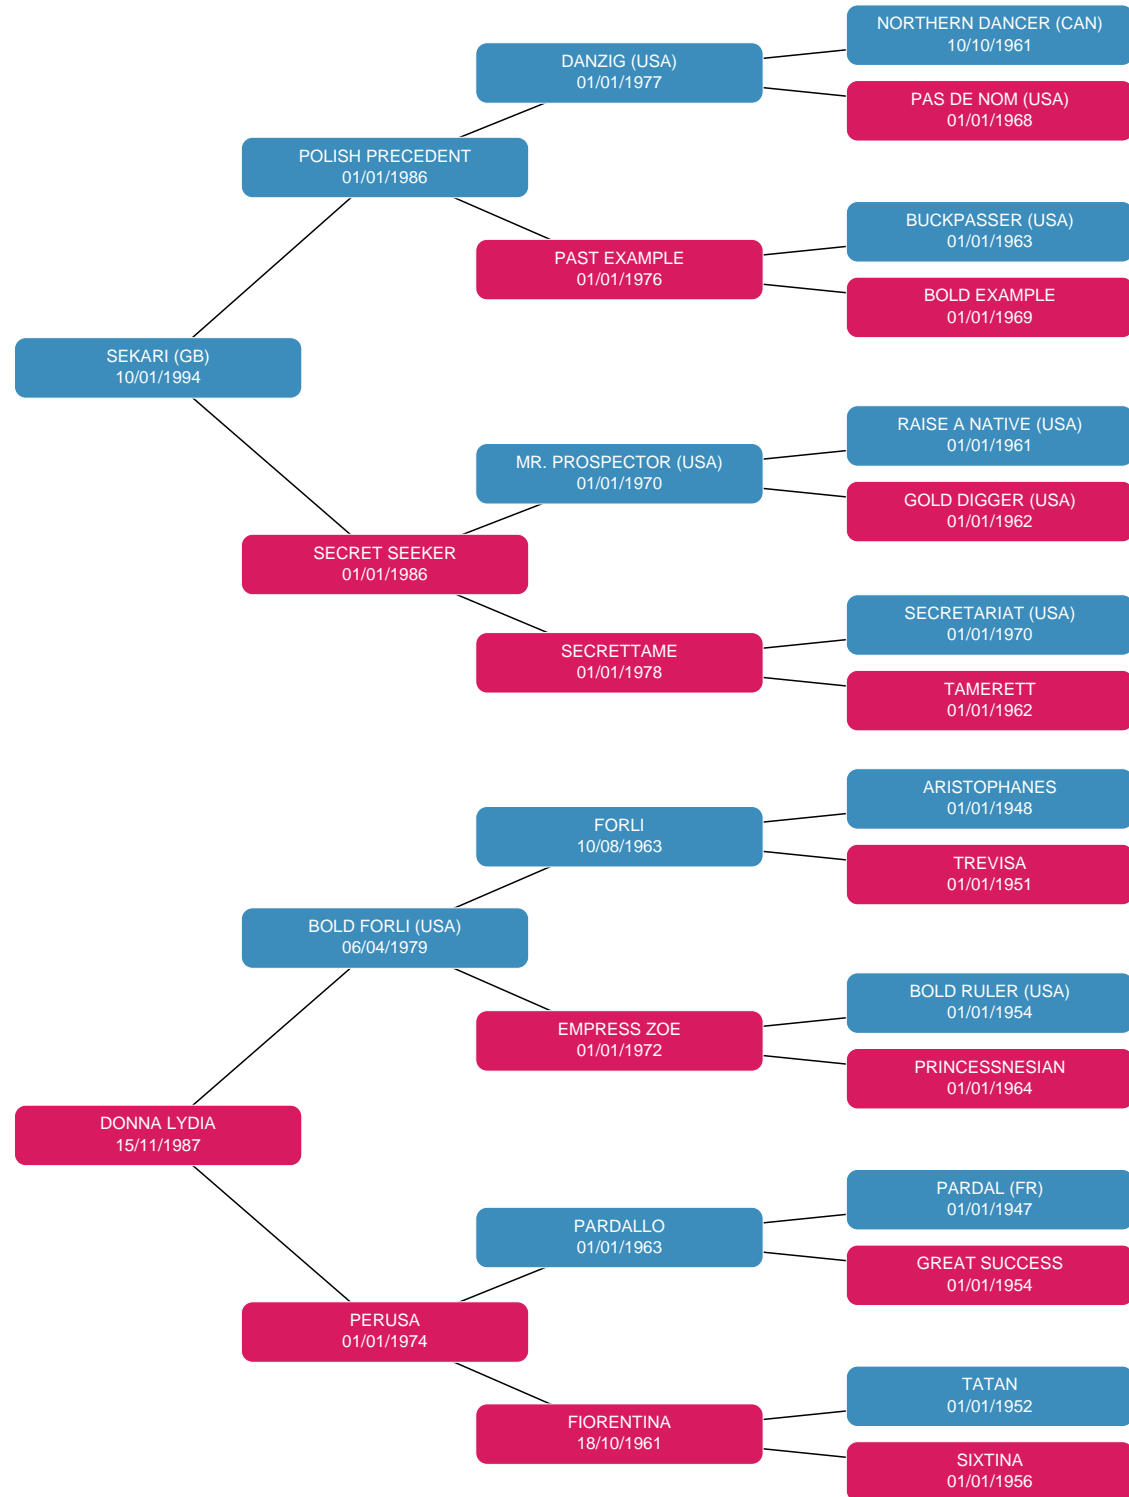 NORTHERN DANCER (CAN)
10/10/1961
DANZIG (USA)
01/01/1977
PAS DE NOM (USA)
01/01/1968
POLISH PRECEDENT
01/01/1986
BUCKPASSER (USA)
01/01/1963
PAST EXAMPLE
01/01/1976
BOLD EXAMPLE
01/01/1969
SEKARI (GB)
10/01/1994
RAISE A NATIVE (USA)
01/01/1961
MR. PROSPECTOR (USA)
01/01/1970
GOLD DIGGER (USA)
01/01/1962
SECRET SEEKER
01/01/1986
SECRETARIAT (USA)
01/01/1970
SECRETTAME
01/01/1978
TAMERETT
01/01/1962
ARISTOPHANES
01/01/1948
FORLI
10/08/1963
TREVISA
01/01/1951
BOLD FORLI (USA)
06/04/1979
BOLD RULER (USA)
01/01/1954
EMPRESS ZOE
01/01/1972
PRINCESSNESIAN
01/01/1964
DONNA LYDIA
15/11/1987
PARDAL (FR)
01/01/1947
PARDALLO
01/01/1963
GREAT SUCCESS
01/01/1954
PERUSA
01/01/1974
TATAN
01/01/1952
FIORENTINA
18/10/1961
SIXTINA
01/01/1956